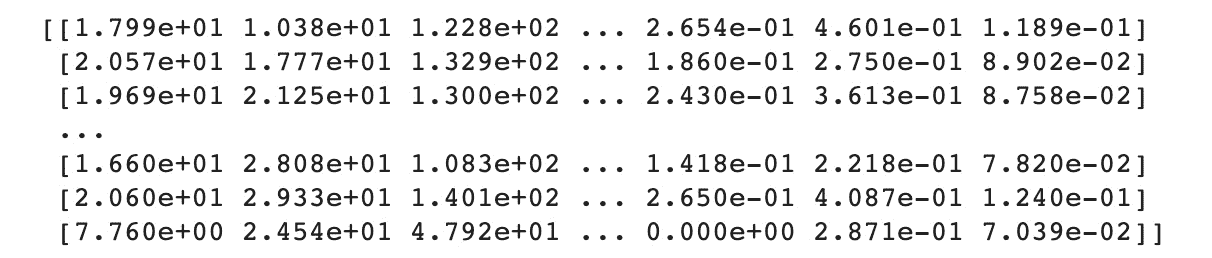 [[1.799e+01 1.038e+01 1.228e+02 ... 2.654e-01 4.601e-01 1.189e-01]
[2.057e+01 1.777e+01 1.329e+02 ... 1.860e-01 2.750e-01 8.902e-02]
[1.969e+01 2.125e+01 1.300e+02 ... 2.430e-01 3.613e-01 8.758e-02]
...
[1.660e+01 2.808e+01 1.083e+02 ... 1.418e-01 2.218e-01 7.820e-02]
[2.060e+01 2.933e+01 1.401e+02 ... 2.650e-01 4.087e-01 1.240e-01]
[7.760e+00 2.454e+01 4.792e+01 ... 0.000e+00 2.871e-01 7.039e-02]]